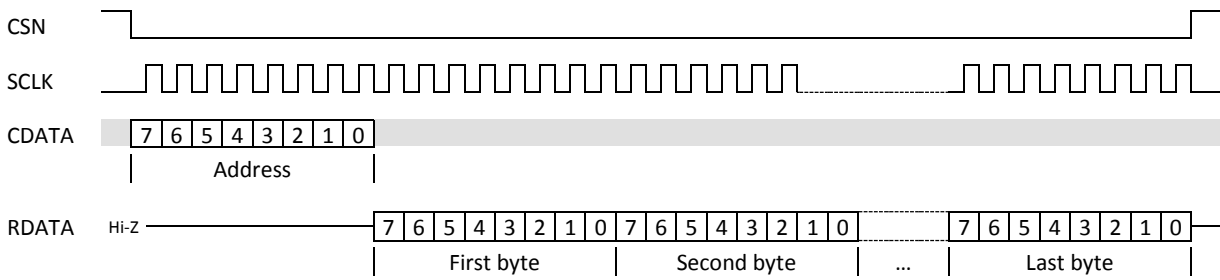 CSN
SCLK
CDATA 7 6 5 4 3 2 1 0
Address
RDATA Hi-Z 7 6 5 4 3 2 1 0 7 6 5 4 3 2 1 0 7 6 5 4 3 2 1 0
First byte Second byte ... Last byte